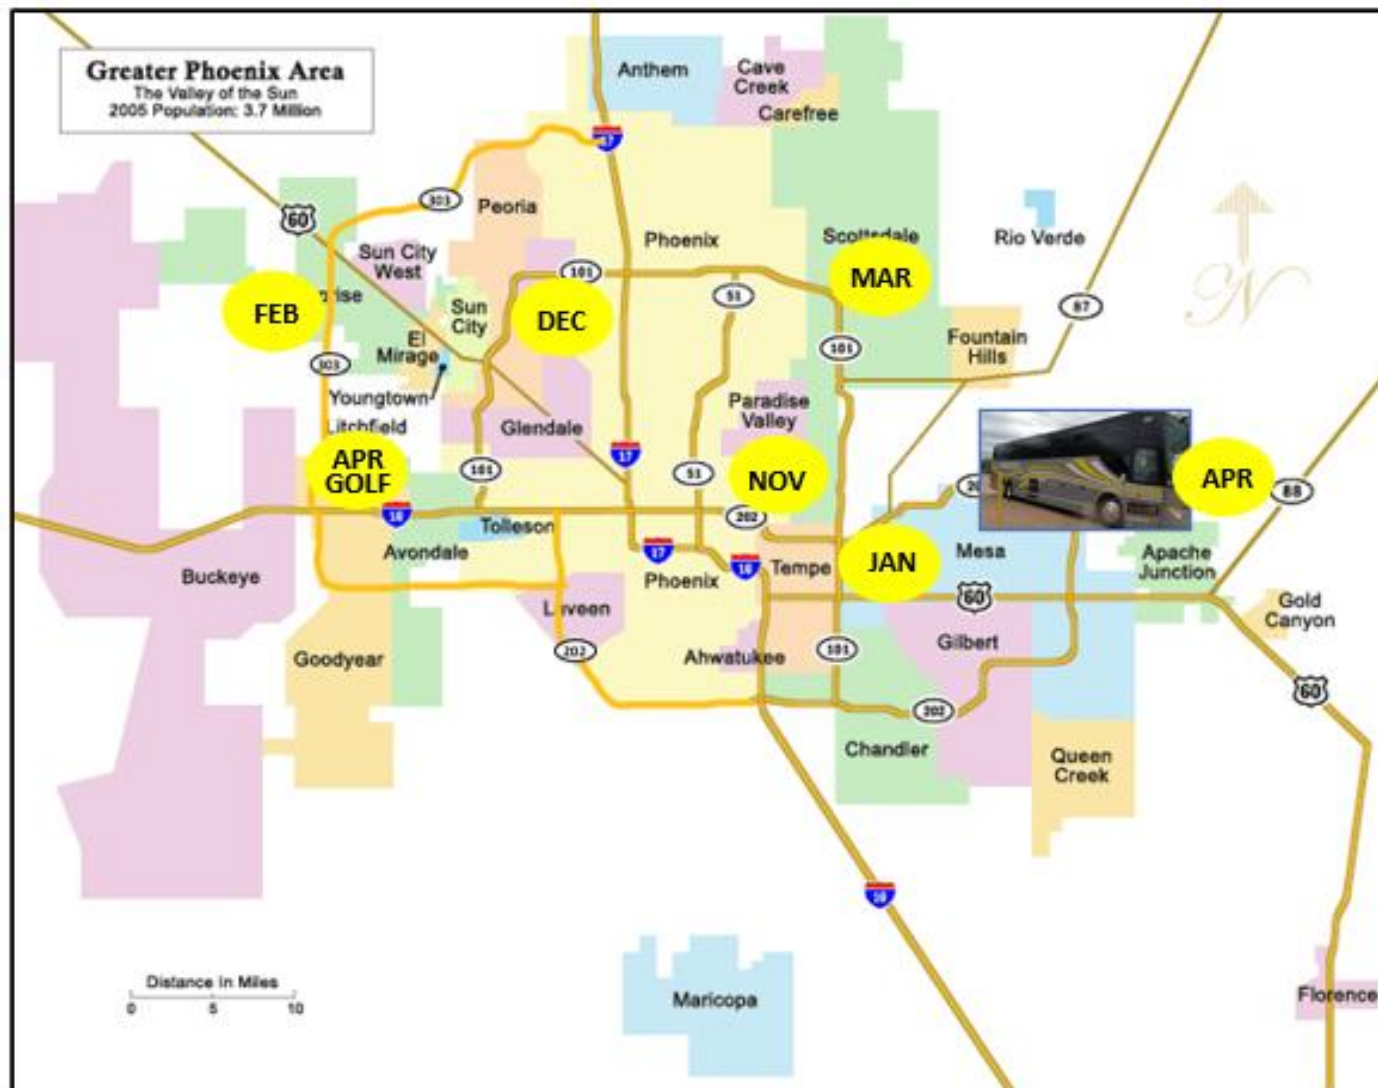 Greater Phoenix Area
The Valley of the Sun
2005 Population: 3.7 Million
Anthem
Cave
Creek
Carefree
17
303
Peoria
60
Phoenix
Scottsdale
Rio Verde
Sun City
West
101
MAR
51
87
FEB
prise
Sun
City
DEC
El
Mirage
101
Fountain
Hills
303
Youngtown
Paradise
Valley
Litchfield
Glendale
APR
GOLF
101
17
51
NOV
APR
88
10
Tolleson
202
Avondale
17
10
Tempe
JAN
Mesa
Apache
Junction
Buckeye
Phoenix
60
Laveen
Gold
Canyon
Goodyear
202
Ahwatukee
101
Gilbert
60
202
Chandler
Queen
Creek
10
Distance In Miles
0 5 10
Maricopa
Florence
N